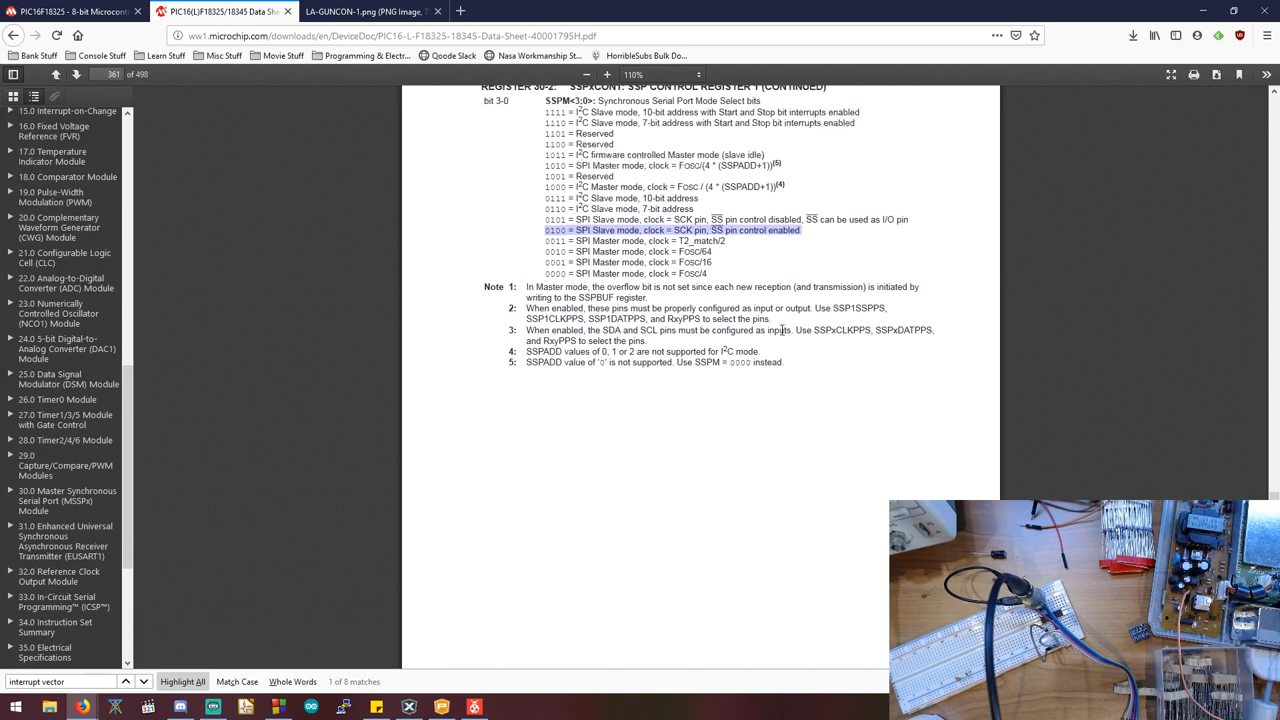 PIC16F18325 - 8-bit Microcont
PIC16(L)F18325/18345 Data She
LA-GUNCON-1.png (PNG Image, 7
ww1.microchip.com/downloads/en/DeviceDoc/PIC16-L-F18325-18345-Data-Sheet-40001795H.pdf
Bank Stuff
Console Stuff
Learn Stuff
Misc Stuff
Movie Stuff
Programming & Electr...
Qoode Slack
Nasa Workmanship St...
HorribleSubs Bulk Do...
361 of 498
110%
15.0 Interrupt-on-Change
16.0 Fixed Voltage
Reference (FVR)
17.0 Temperature
Indicator Module
18.0 Comparator Module
19.0 Pulse-Width
Modulation (PWM)
20.0 Complementary
Waveform Generator
(CWG) Module
21.0 Configurable Logic
Cell (CLC)
22.0 Analog-to-Digital
Converter (ADC) Module
23.0 Numerically
Controlled Oscillator
(NCO1) Module
24.0 5-bit Digital-to-
Analog Converter (DAC1)
Module
25.0 Data Signal
Modulator (DSM) Module
26.0 Timer0 Module
27.0 Timer1/3/5 Module
with Gate Control
28.0 Timer2/4/6 Module
29.0
Capture/Compare/PWM
Modules
30.0 Master Synchronous
Serial Port (MSSPx)
Module
31.0 Enhanced Universal
Synchronous
Asynchronous Receiver
Transmitter (EUSART1)
32.0 Reference Clock
Output Module
33.0 In-Circuit Serial
Programming™ (ICSP™)
34.0 Instruction Set
Summary
35.0 Electrical
Specifications
REGISTER 30-2: SSPxCON1: SSP CONTROL REGISTER 1 (CONTINUED)
bit 3-0 SSPM<3:0>: Synchronous Serial Port Mode Select bits
1111 = I2C Slave mode, 10-bit address with Start and Stop bit interrupts enabled
1110 = I2C Slave mode, 7-bit address with Start and Stop bit interrupts enabled
1101 = Reserved
1100 = Reserved
1011 = I2C firmware controlled Master mode (slave idle)
1010 = SPI Master mode, clock = FOSC/(4 * (SSPADD+1))(5)
1001 = Reserved
1000 = I2C Master mode, clock = FOSC / (4 * (SSPADD+1))(4)
0111 = I2C Slave mode, 10-bit address
0110 = I2C Slave mode, 7-bit address
0101 = SPI Slave mode, clock = SCK pin, SS pin control disabled, SS can be used as I/O pin
0100 = SPI Slave mode, clock = SCK pin, SS pin control enabled
0011 = SPI Master mode, clock = T2_match/2
0010 = SPI Master mode, clock = FOSC/64
0001 = SPI Master mode, clock = FOSC/16
0000 = SPI Master mode, clock = FOSC/4
Note 1: In Master mode, the overflow bit is not set since each new reception (and transmission) is initiated by
writing to the SSPBUF register.
2: When enabled, these pins must be properly configured as input or output. Use SSP1SSPPS,
SSP1CLKPPS, SSP1DATPPS, and RxyPPS to select the pins.
3: When enabled, the SDA and SCL pins must be configured as inputs. Use SSPxCLKPPS, SSPxDATPPS,
and RxyPPS to select the pins.
4: SSPADD values of 0, 1 or 2 are not supported for I2C mode.
5: SSPADD value of ‘0’ is not supported. Use SSPM = 0000 instead.
interrupt vector
Highlight All
Match Case
Whole Words
1 of 8 matches